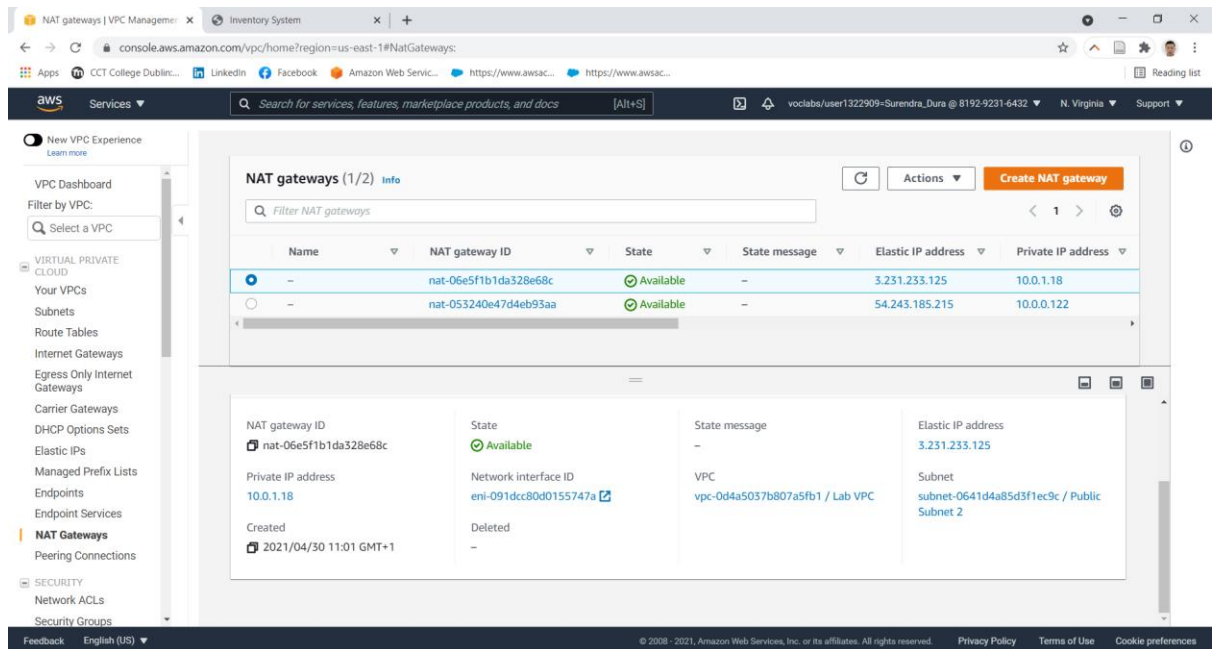 NAT gateways | VPC Managemen
Inventory System
console.aws.amazon.com/vpc/home?region=us-east-1#NatGateways:
Apps CCT College Dublin:... LinkedIn Facebook Amazon Web Servic... https://www.awsac... https://www.awsac... Reading list
aws Services ▼ Search for services, features, marketplace products, and docs [Alt+S] voclabs/user1322909=Surendra_Dura @ 8192-9231-6432 ▼ N. Virginia ▼ Support ▼
New VPC Experience
Learn more
VPC Dashboard
Filter by VPC:
Select a VPC
VIRTUAL PRIVATE
CLOUD
Your VPCs
Subnets
Route Tables
Internet Gateways
Egress Only Internet
Gateways
Carrier Gateways
DHCP Options Sets
Elastic IPs
Managed Prefix Lists
Endpoints
Endpoint Services
NAT Gateways
Peering Connections
SECURITY
Network ACLs
Security Groups
NAT gateways (1/2) Info
Actions ▼ Create NAT gateway
Filter NAT gateways
1
Name NAT gateway ID State State message Elastic IP address Private IP address
– nat-06e5f1b1da328e68c Available – 3.231.233.125 10.0.1.18
– nat-053240e47d4eb93aa Available – 54.243.185.215 10.0.0.122
NAT gateway ID State State message Elastic IP address
nat-06e5f1b1da328e68c Available – 3.231.233.125
Private IP address Network interface ID VPC Subnet
10.0.1.18 eni-091dcc80d0155747a vpc-0d4a5037b807a5fb1 / Lab VPC subnet-0641d4a85d3f1ec9c / Public
Subnet 2
Created Deleted
2021/04/30 11:01 GMT+1 –
Feedback English (US) ▼ © 2008 - 2021, Amazon Web Services, Inc. or its affiliates. All rights reserved. Privacy Policy Terms of Use Cookie preferences